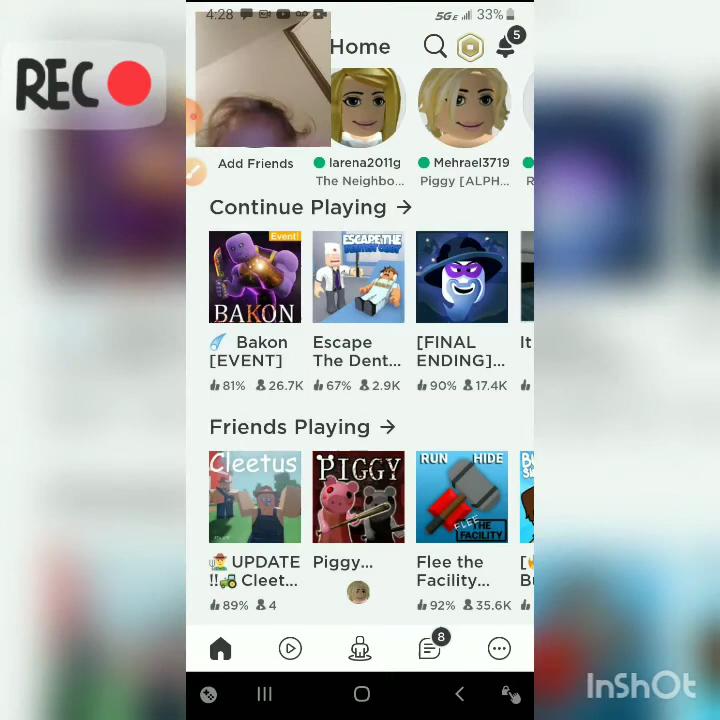 REC
4:28
5G E
33%
Home
5
Add Friends
larena2011g
Mehrael3719
The Neighbo...
Piggy [ALPH...
Continue Playing
Event!
BAKON
ESCAPE THE
Bakon
[EVENT]
Escape
The Dent...
[FINAL
ENDING]...
It
81% 26.7K
67% 2.9K
90% 17.4K
Friends Playing
Cleetus
PIGGY
RUN HIDE
FLEE THE
FACILITY
UPDATE
!! Cleet...
Piggy...
Flee the
Facility...
89% 4
92% 35.6K
8
InShOt